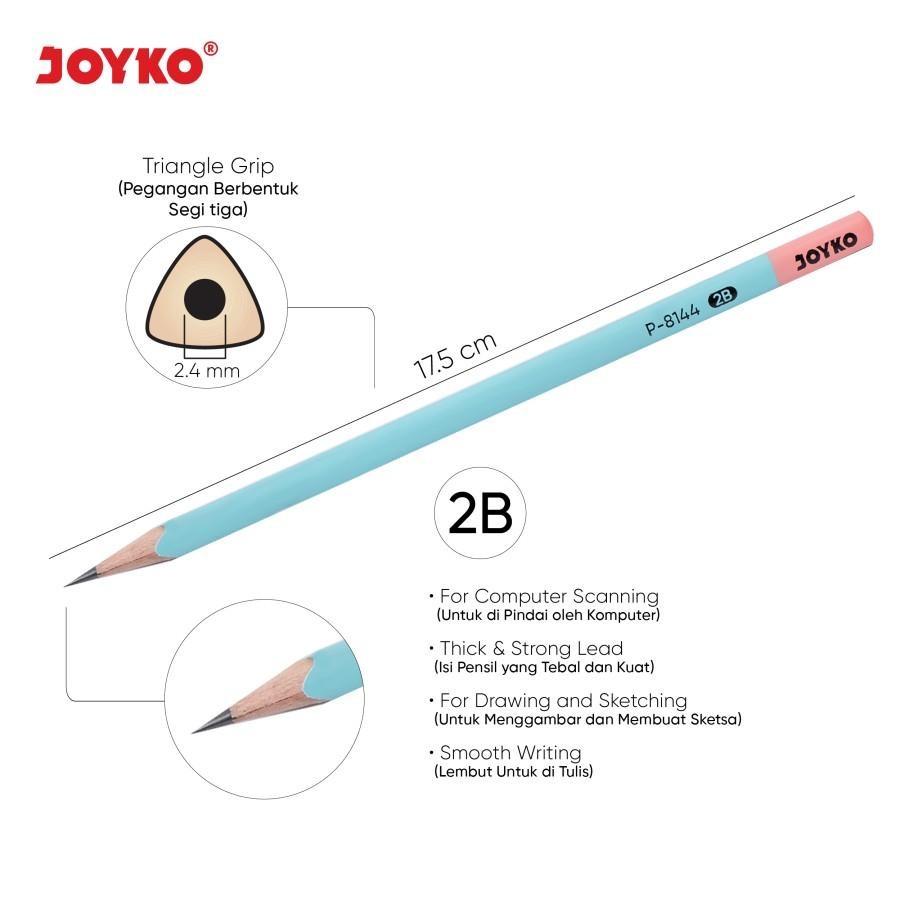 JOYKO®
Triangle Grip
(Pegangan Berbentuk
Segi tiga)
2.4 mm
17.5 cm
P-8144 2B
JOYKO
2B
• For Computer Scanning
(Untuk di Pindai oleh Komputer)
• Thick & Strong Lead
(Isi Pensil yang Tebal dan Kuat)
• For Drawing and Sketching
(Untuk Menggambar dan Membuat Sketsa)
• Smooth Writing
(Lembut Untuk di Tulis)